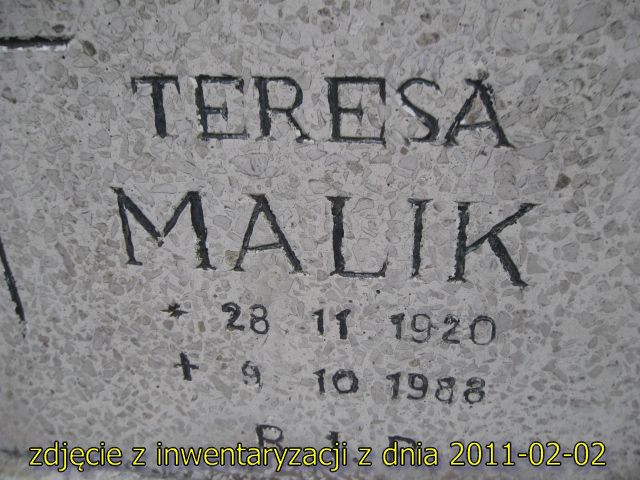 TERESA
MALIK
* 28 11 1920
+ 9 10 1988
R I P
zdjęcie z inwentaryzacji z dnia 2011-02-02